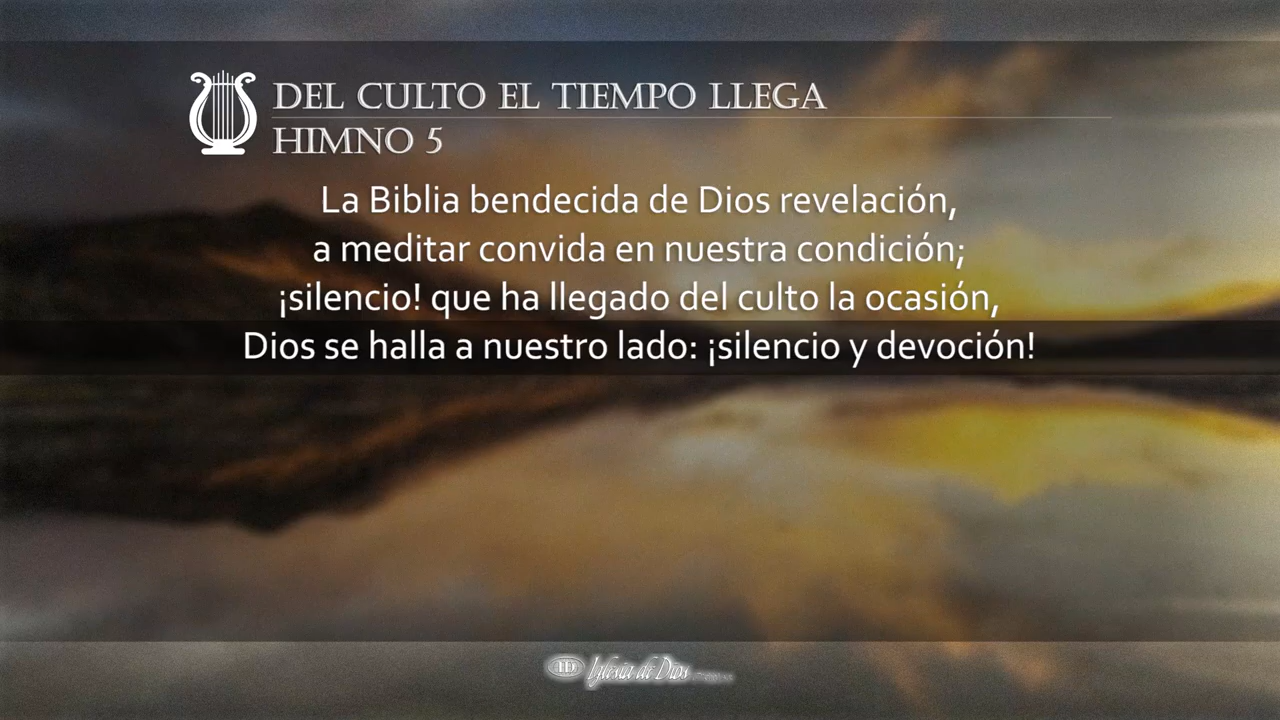 DEL CULTO EL TIEMPO LLEGA
HIMNO 5
La Biblia bendecida de Dios revelación,
a meditar convida en nuestra condición;
¡silencio! que ha llegado del culto la ocasión,
Dios se halla a nuestro lado: ¡silencio y devoción!
Iglesia de Dios